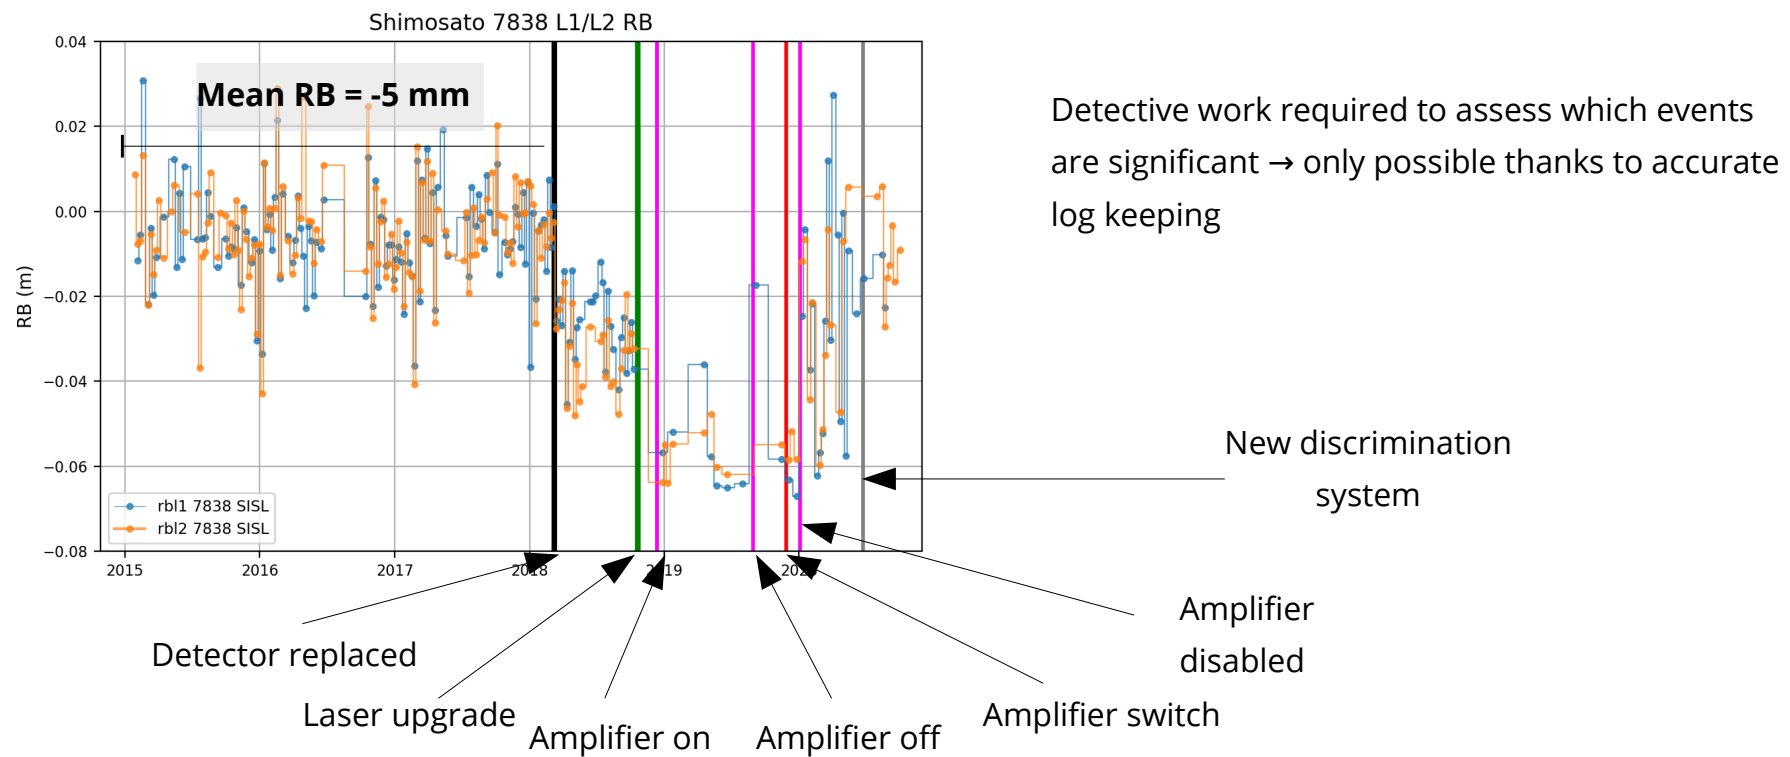 Shimosato 7838 L1/L2 RB
Mean RB = -5 mm
RB (m)
0.04
0.02
0.00
−0.02
−0.04
−0.06
−0.08
rbl1 7838 SISL
rbl2 7838 SISL
2015
2016
2017
2018
Detective work required to assess which events
are significant → only possible thanks to accurate
log keeping
New discrimination
system
Amplifier
disabled
Detector replaced
Laser upgrade
Amplifier on
Amplifier off
Amplifier switch